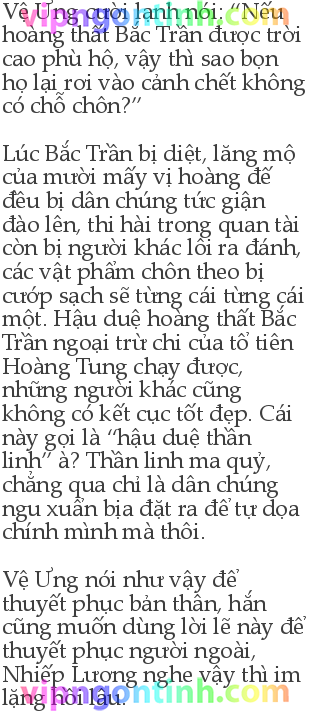 Vệ Ưng cười lạnh nói: “Nếu
vipngontinh.com
hoàng thất Bắc Trần được trời
cao phù hộ, vậy thì sao bọn
họ lại rơi vào cảnh chết không
có chỗ chôn?”
Lúc Bắc Trần bị diệt, lăng mộ
của mười mấy vị hoàng đế
đều bị dân chúng tức giận
đào lên, thi hài trong quan tài
còn bị người khác lôi ra đánh,
các vật phẩm chôn theo bị
cướp sạch sẽ từng cái từng cái
một. Hậu duệ hoàng thất Bắc
Trần ngoại trừ chi của tổ tiên
Hoàng Tung chạy được,
những người khác cũng
không có kết cục tốt đẹp. Cái
này gọi là “hậu duệ thần
linh” à? Thần linh ma quỷ,
chẳng qua chỉ là dân chúng
ngu xuẩn bịa đặt ra để tự dọa
chính mình mà thôi.
Vệ Ưng nói như vậy để
thuyết phục bản thân, hắn
cũng muốn dùng lời lẽ này để
thuyết phục người ngoài,
Nhiếp Lương nghe vậy thì im
lặng hồi lâu.
vipngontinh.com